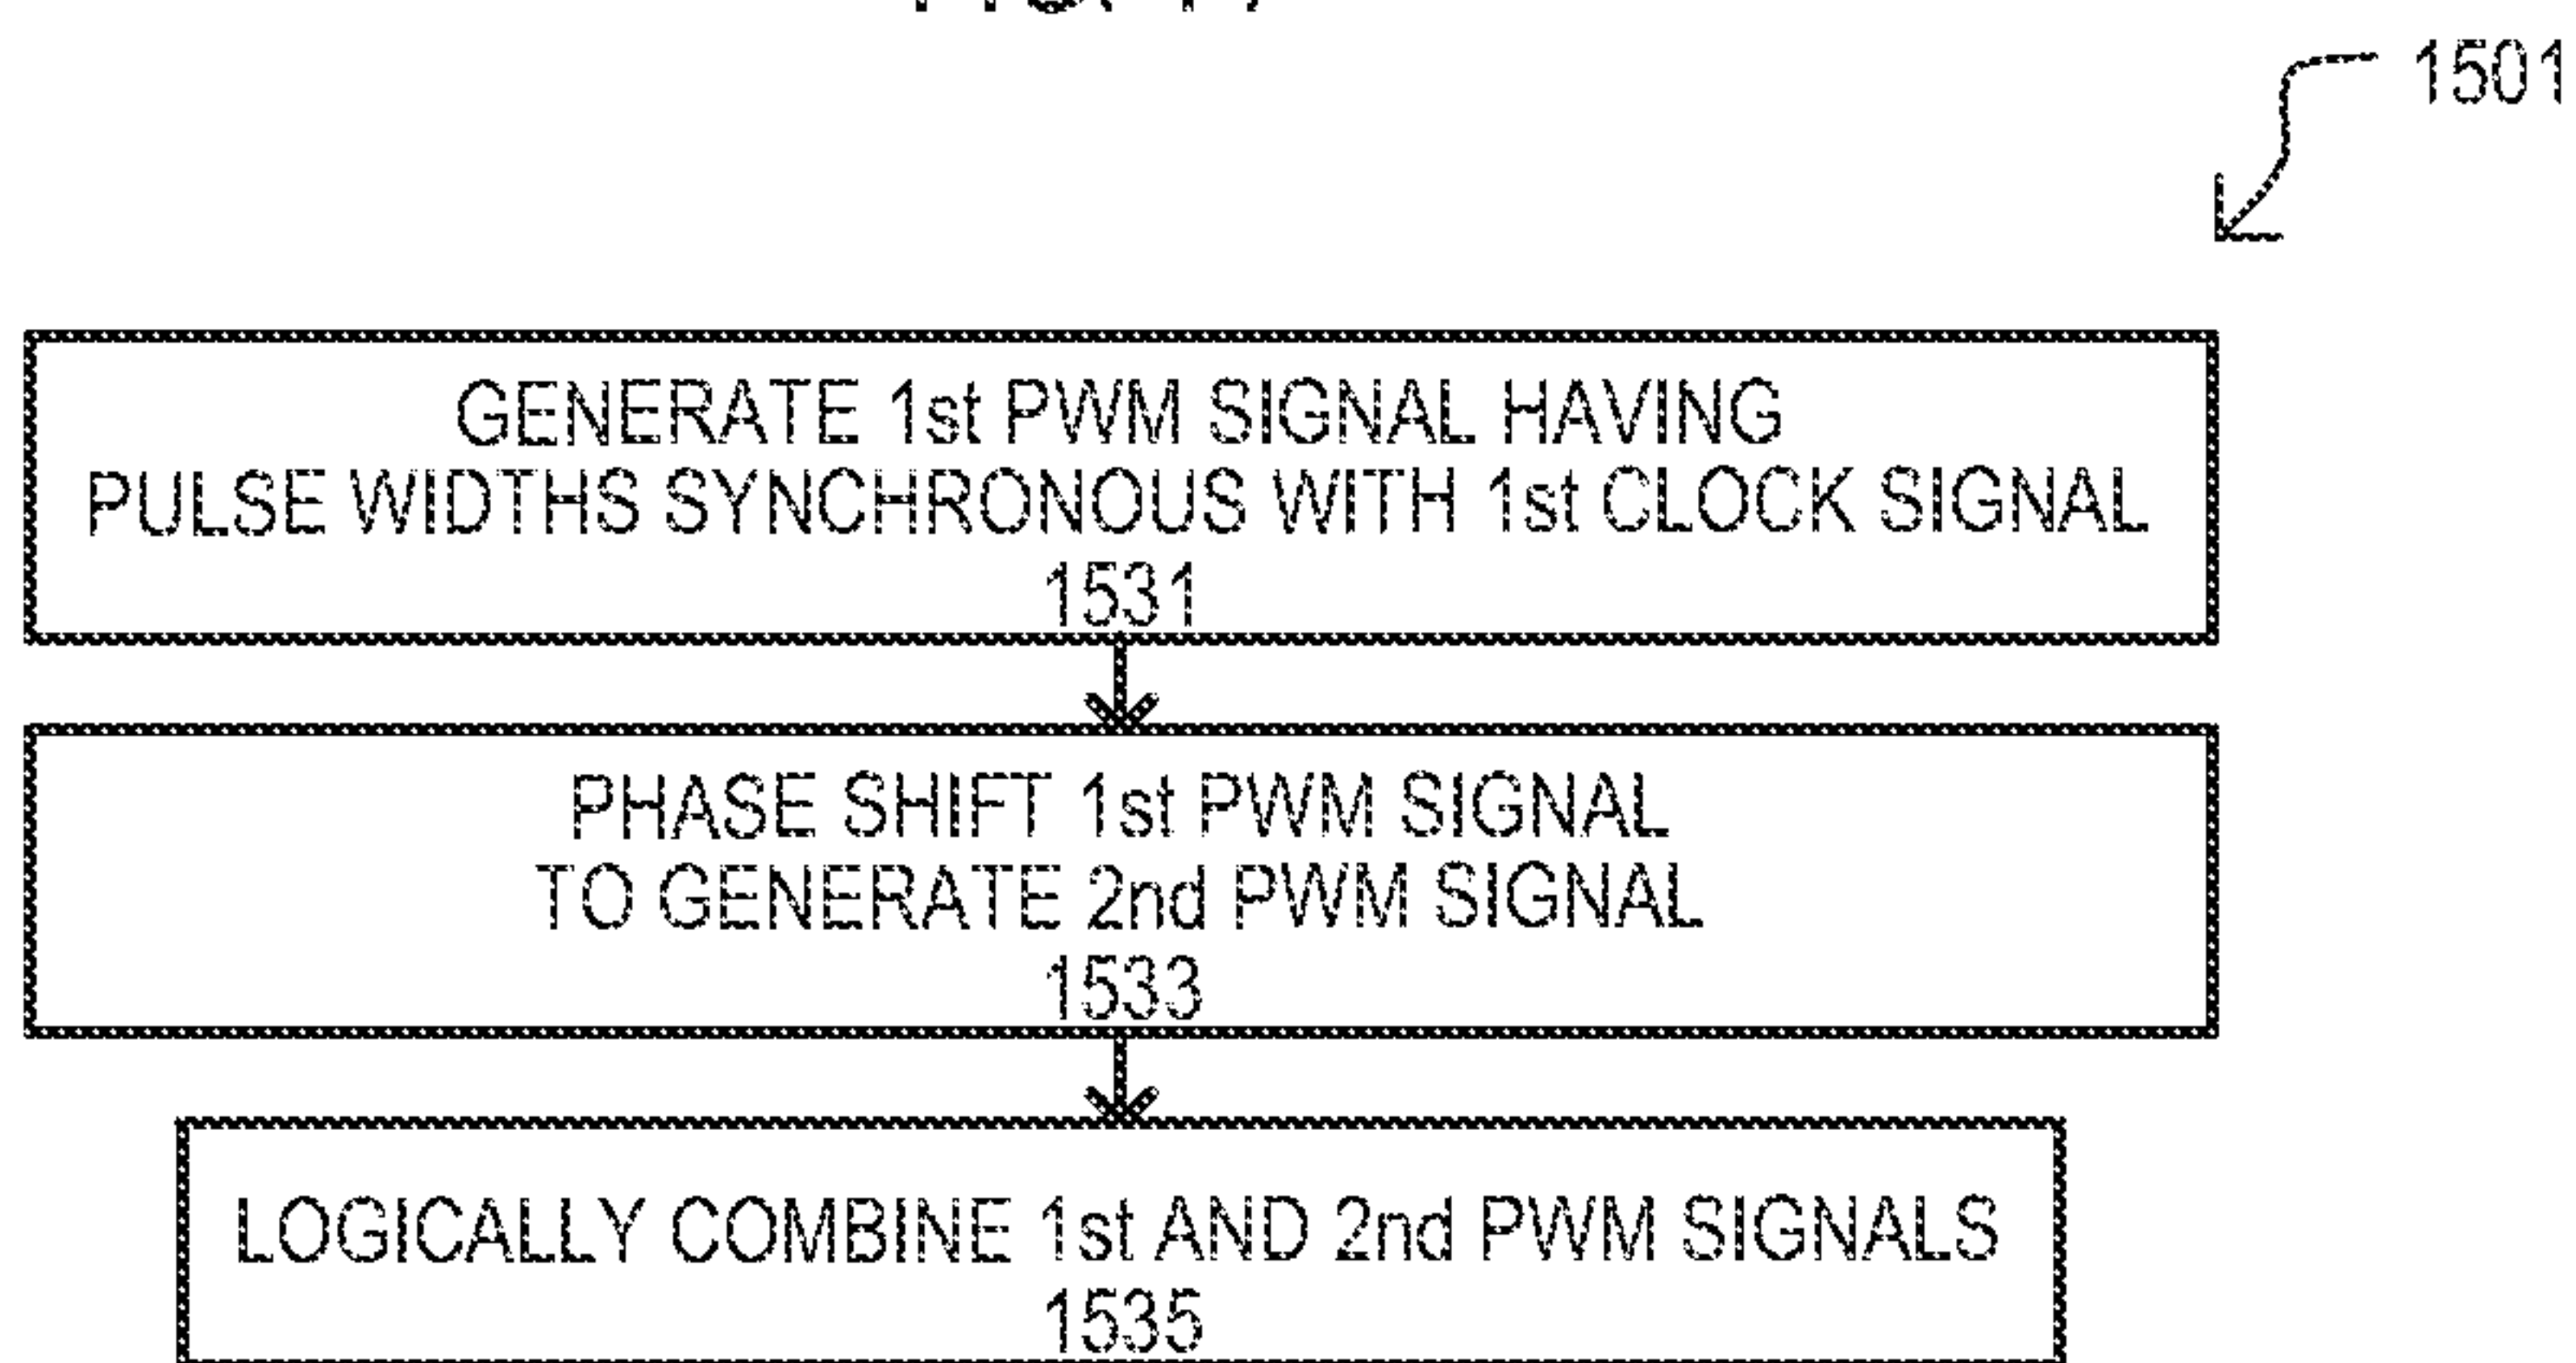 1501
GENERATE 1st PWM SIGNAL HAVING
PULSE WIDTHS SYNCHRONOUS WITH 1st CLOCK SIGNAL
1531
PHASE SHIFT 1st PWM SIGNAL
TO GENERATE 2nd PWM SIGNAL
1533
LOGICALLY COMBINE 1st AND 2nd PWM SIGNALS
1535